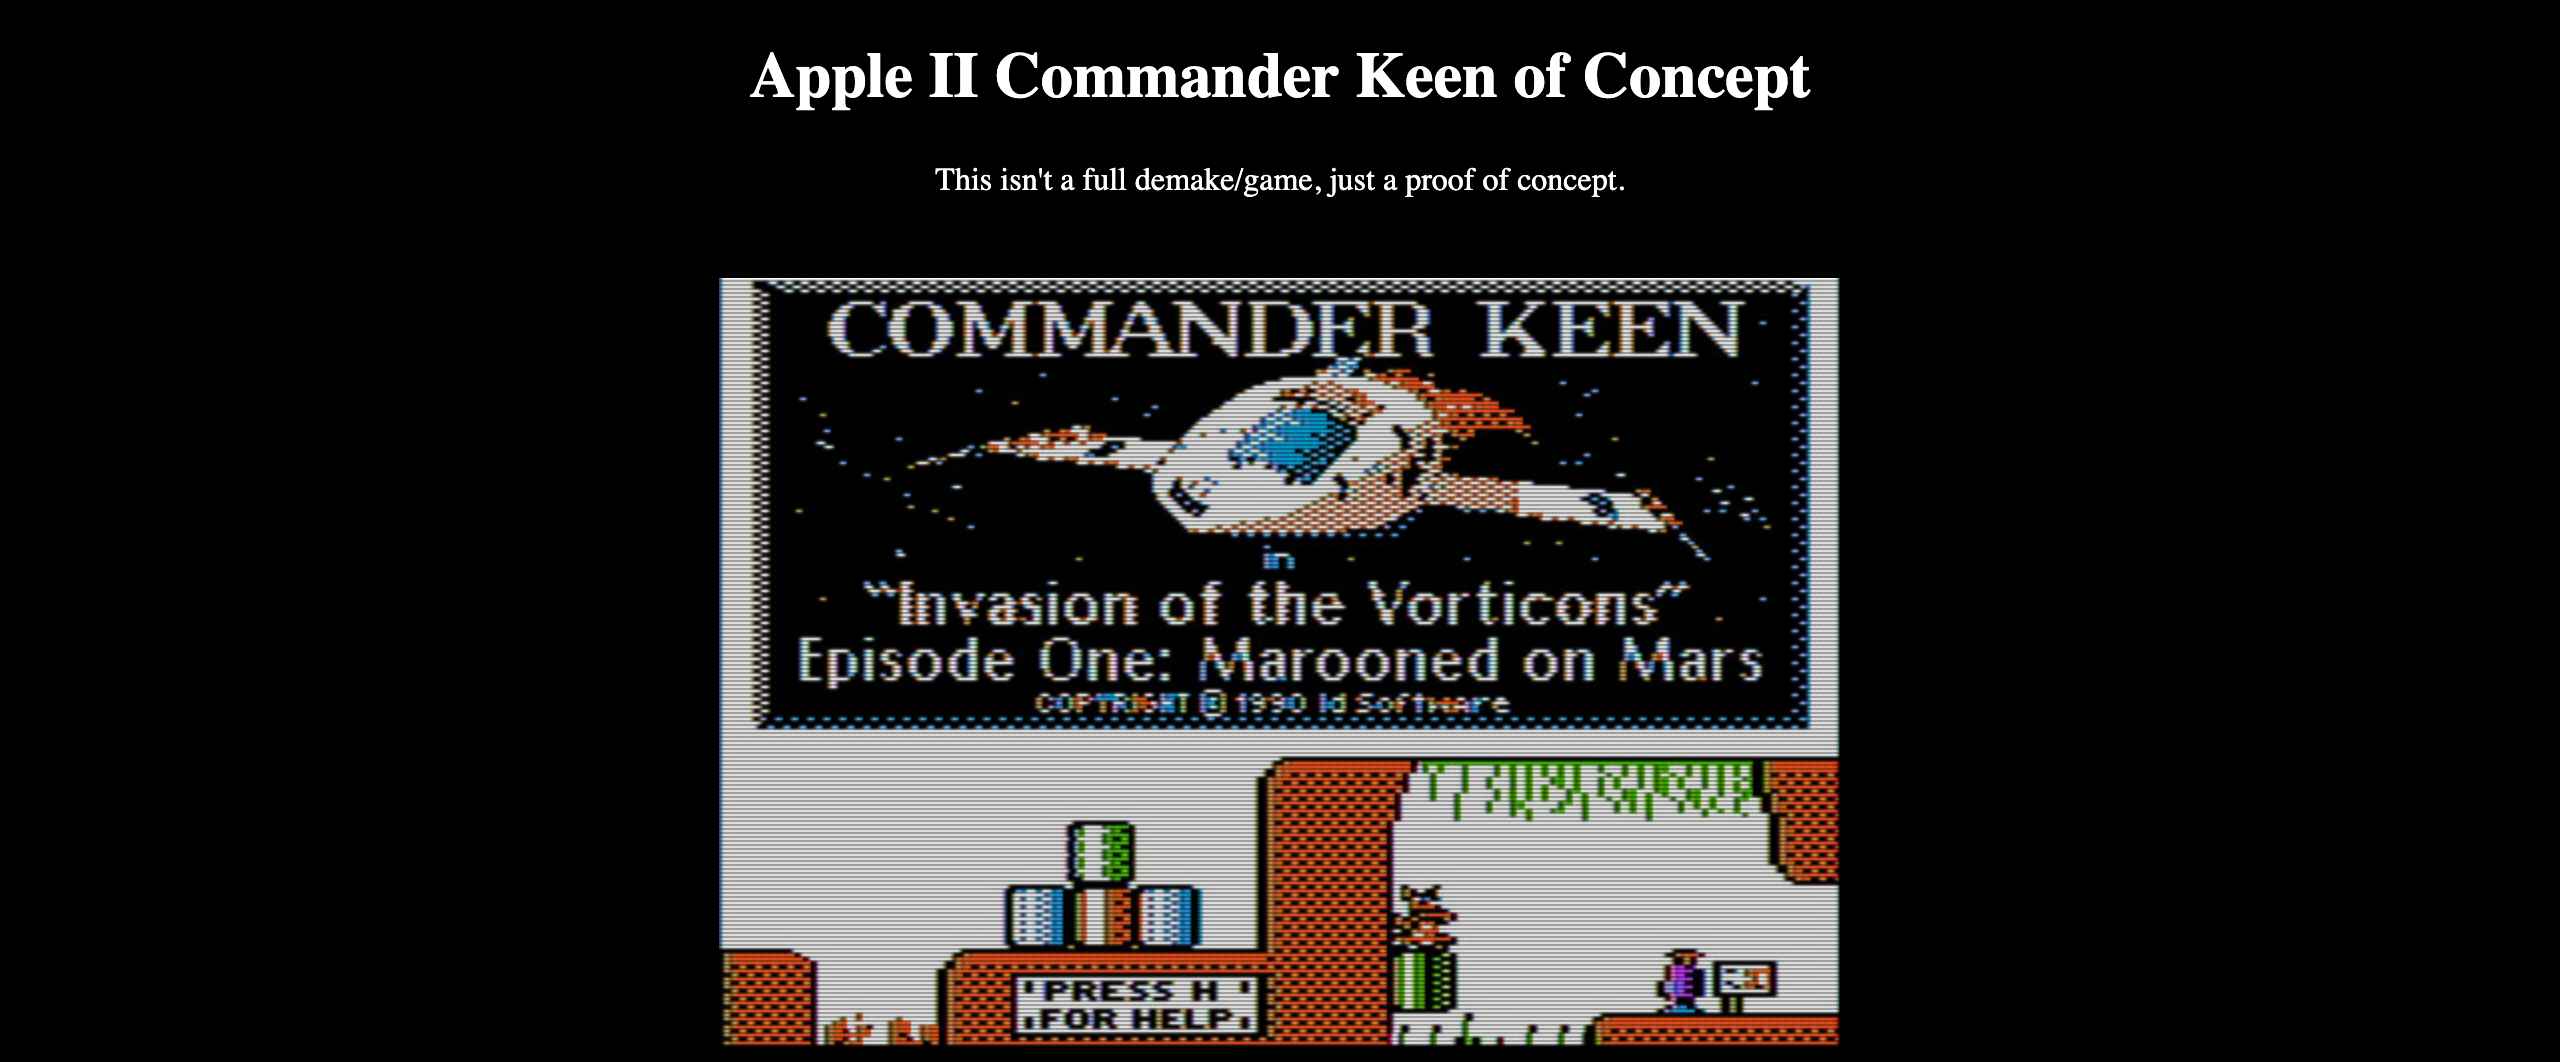 Apple II Commander Keen of Concept
This isn't a full demake/game, just a proof of concept.
COMMANDER KEEN
in
"Invasion of the Vorticons"
Episode One: Marooned on Mars
COPYRIGHT © 1990 Id Software
PRESS H
FOR HELP